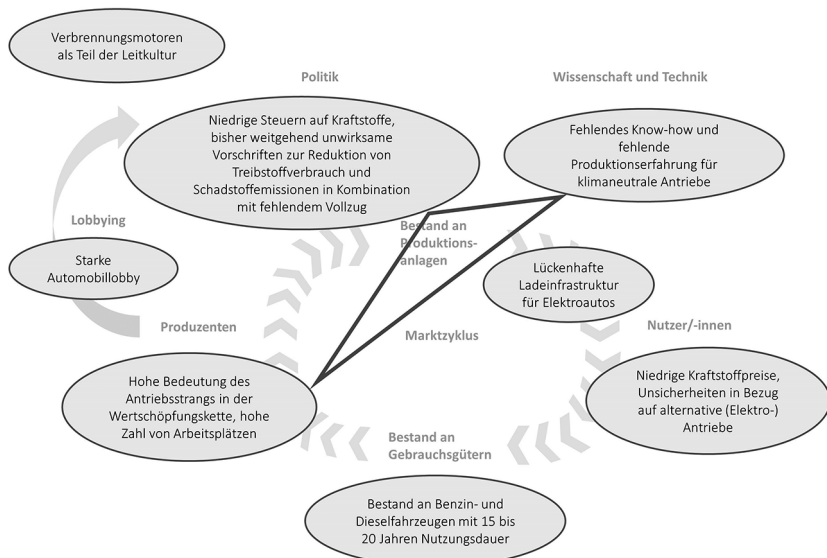 Verbrennungsmotoren
als Teil der Leitkultur
Politik
Wissenschaft und Technik
Niedrige Steuern auf Kraftstoffe,
bisher weitgehend unwirksame
Vorschriften zur Reduktion von
Treibstoffverbrauch und
Schadstoffemissionen in Kombination
mit fehlendem Vollzug
Fehlendes Know-how und
fehlende
Produktionserfahrung für
klimaneutrale Antriebe
Lobbying
Starke
Automobillobby
Bestand an
Produktions-
anlagen
Lückenhafte
Ladeinfrastruktur
für Elektroautos
Produzenten
Marktzyklus
Nutzer/-innen
Hohe Bedeutung des
Antriebsstrangs in der
Wertschöpfungskette, hohe
Zahl von Arbeitsplätzen
Niedrige Kraftstoffpreise,
Unsicherheiten in Bezug
auf alternative (Elektro-)
Antriebe
Bestand an
Gebrauchsgütern
Bestand an Benzin- und
Dieselfahrzeugen mit 15 bis
20 Jahren Nutzungsdauer